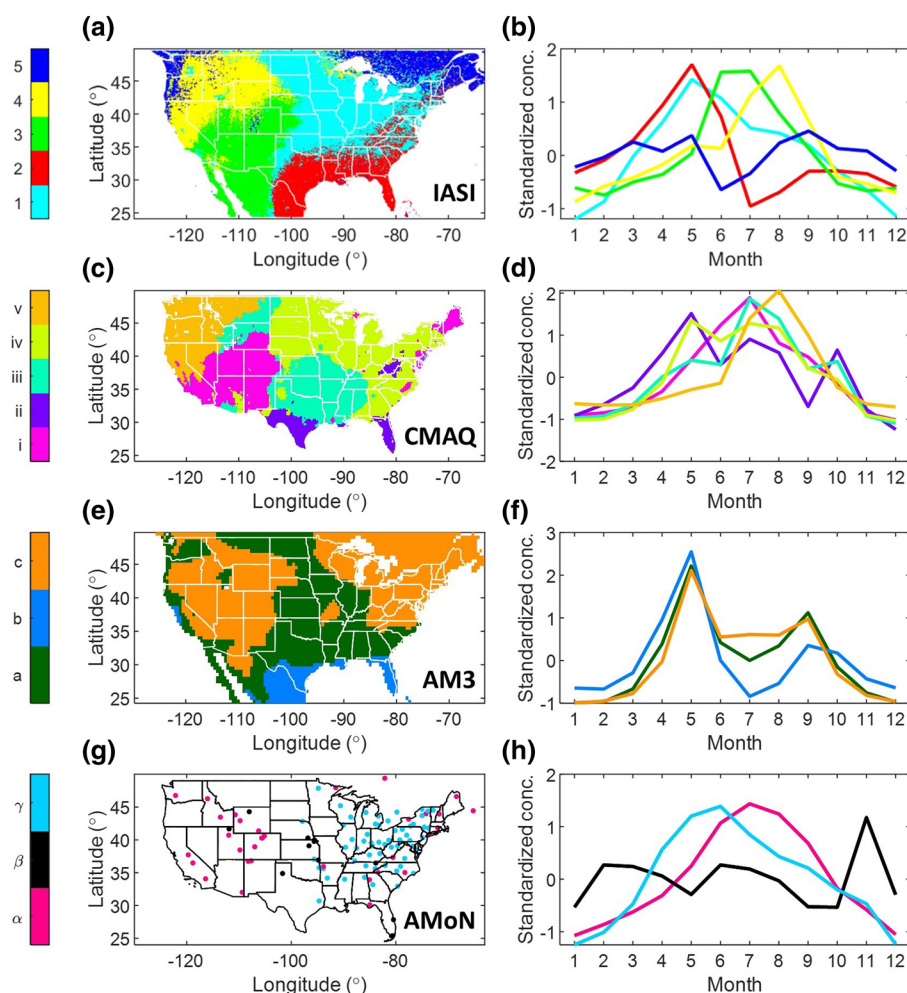 (a)
(b)
5
4
3
2
1
Latitude (°)
45
40
35
30
25
IASI
-120 -110 -100 -90 -80 -70
Longitude (°)
Standardized conc.
2
1
0
-1
1 2 3 4 5 6 7 8 9 10 11 12
Month
(c)
(d)
v
iv
iii
ii
i
Latitude (°)
45
40
35
30
25
CMAQ
-120 -110 -100 -90 -80 -70
Longitude (°)
Standardized conc.
2
1
0
-1
-2
1 2 3 4 5 6 7 8 9 10 11 12
Month
(e)
(f)
c
b
a
Latitude (°)
45
40
35
30
25
AM3
-120 -110 -100 -90 -80 -70
Longitude (°)
Standardized conc.
3
2
1
0
-1
1 2 3 4 5 6 7 8 9 10 11 12
Month
(g)
(h)
γ
β
α
Latitude (°)
45
40
35
30
25
AMoN
-120 -110 -100 -90 -80
Longitude (°)
Standardized conc.
2
1
0
-1
1 2 3 4 5 6 7 8 9 10 11 12
Month